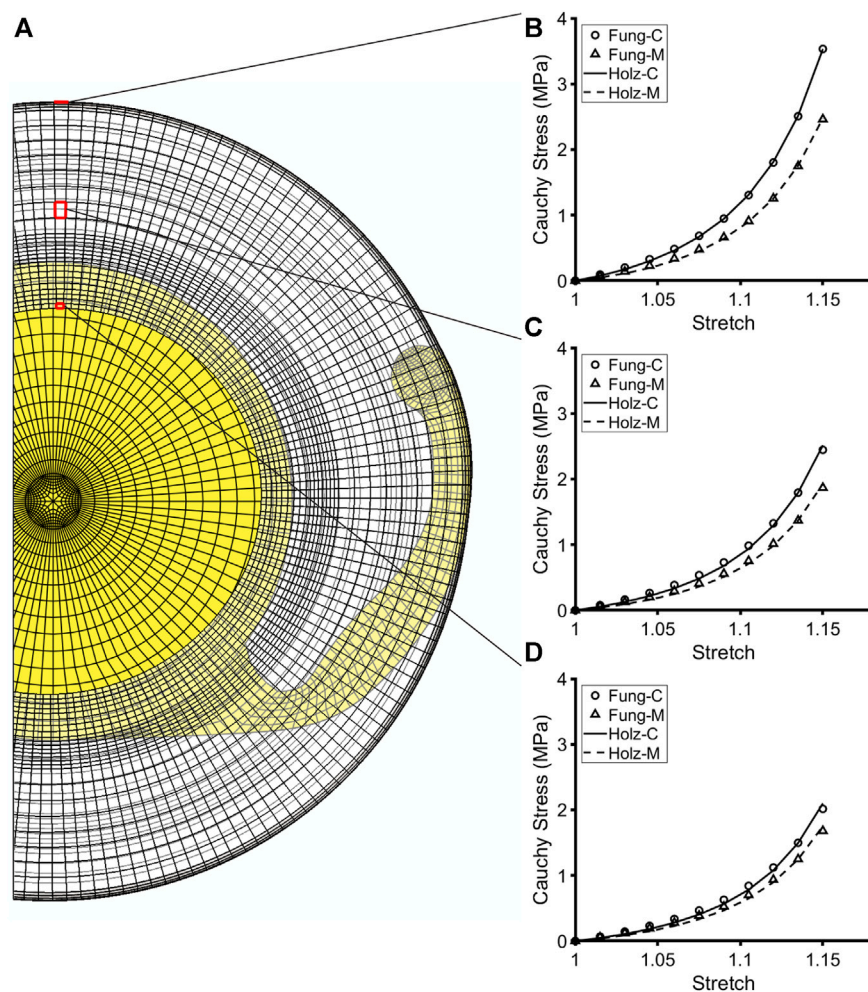 A
B
Cauchy Stress (MPa)
4
3
2
1
0
Fung-C
Fung-M
Holz-C
Holz-M
1
1.05
1.1
1.15
Stretch
C
Cauchy Stress (MPa)
4
3
2
1
0
Fung-C
Fung-M
Holz-C
Holz-M
1
1.05
1.1
1.15
Stretch
D
Cauchy Stress (MPa)
4
3
2
1
0
Fung-C
Fung-M
Holz-C
Holz-M
1
1.05
1.1
1.15
Stretch